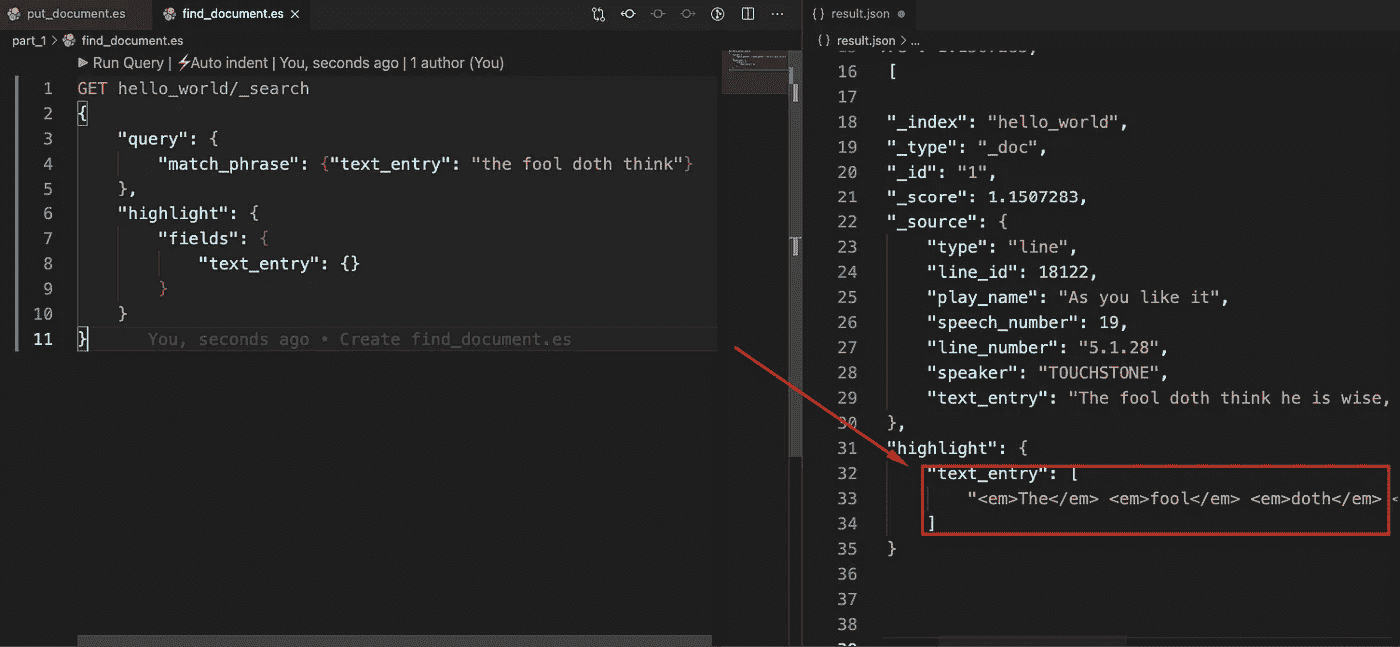 put_document.es
find_document.es ×
part_1 > find_document.es
Run Query | ⚡Auto indent | You, seconds ago | 1 author (You)
1 GET hello_world/_search
2 {
3 "query": {
4 "match_phrase": {"text_entry": "the fool doth think"}
5 },
6 "highlight": {
7 "fields": {
8 "text_entry": {}
9 }
10 }
11 } You, seconds ago • Create find_document.es
{} result.json ●
{} result.json > ...
16 [
17
18 "_index": "hello_world",
19 "_type": "_doc",
20 "_id": "1",
21 "_score": 1.1507283,
22 "_source": {
23 "type": "line",
24 "line_id": 18122,
25 "play_name": "As you like it",
26 "speech_number": 19,
27 "line_number": "5.1.28",
28 "speaker": "TOUCHSTONE",
29 "text_entry": "The fool doth think he is wise,
30 },
31 "highlight": {
32 "text_entry": [
33 "<em>The</em> <em>fool</em> <em>doth</em> <
34 ]
35 }
36
37
38